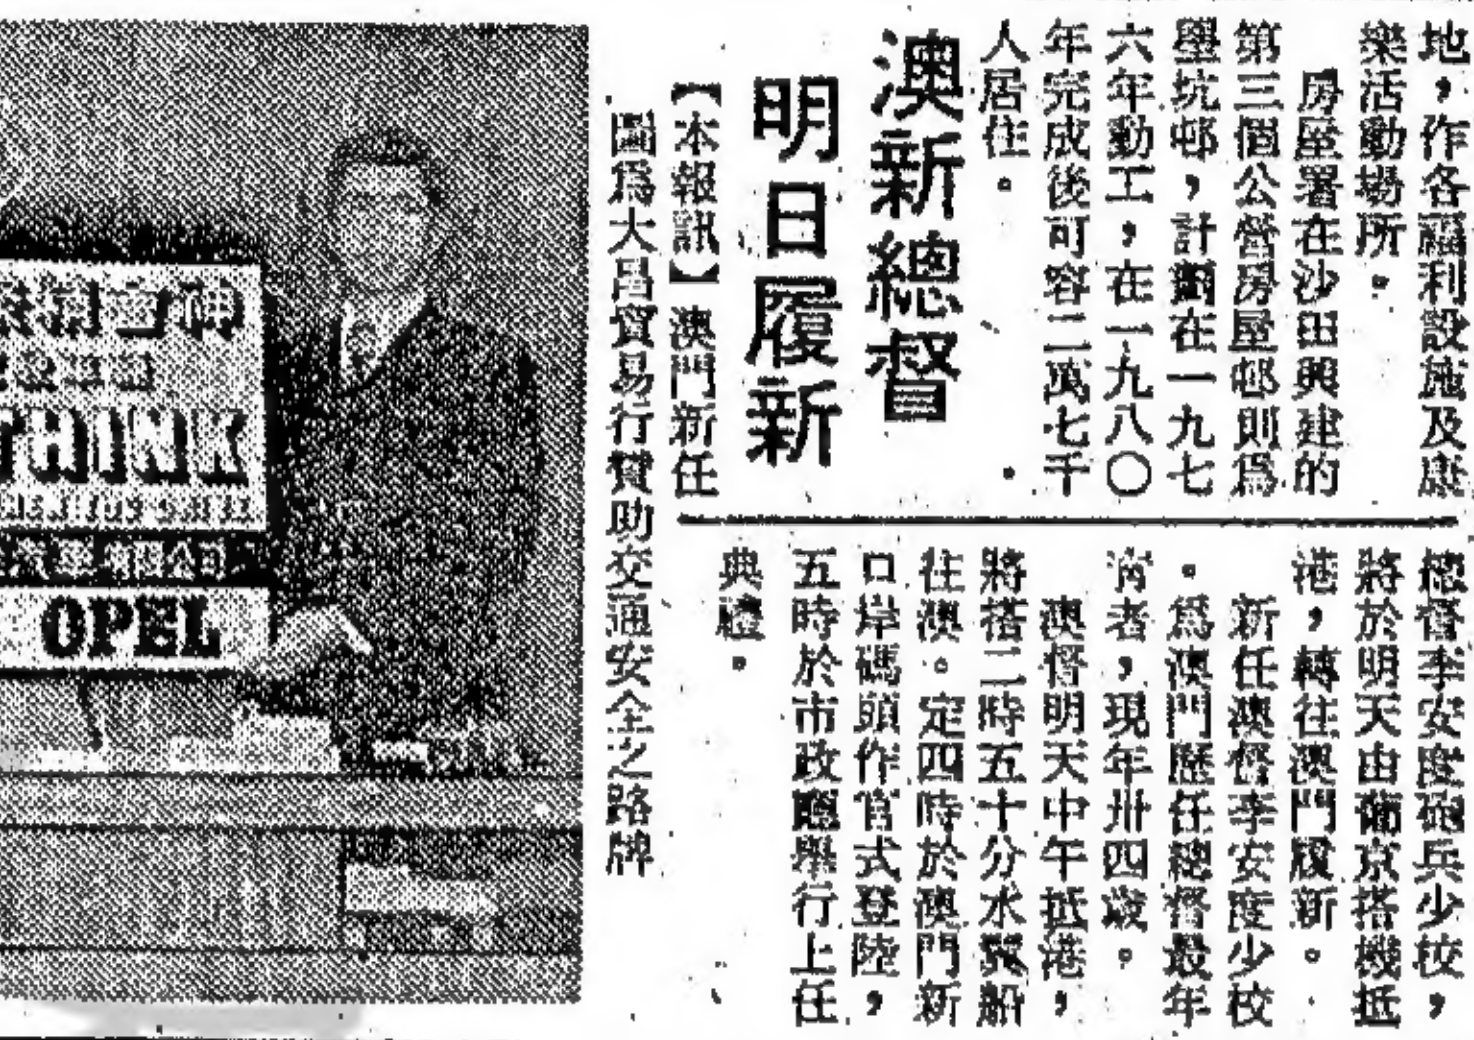 地，作各福利設施及康
樂活動場所。
房屋署在沙田興建的
第三個公營房屋邨則爲
壆坑邨，計劃在一九七
六年動工，在一九八〇
年完成後可容二萬七千
人居住。
澳新總督
明日履新
【本報訊】澳門新任
總督李安度砲兵少校，
將於明天由葡京搭機抵
港，轉往澳門履新。
新任澳督李安度少校
。爲澳門歷任總督最年
者，現年卅四歲。
澳督明天中午抵港，
將搭二時五十分水翼船
往澳。定四時於澳門新
口岸碼頭作官式登陸，
五時於市政廳舉行上任
典禮。
圖爲大昌貿易行贊助交通安全之路牌
THINK
汽車有限公司
OPEL